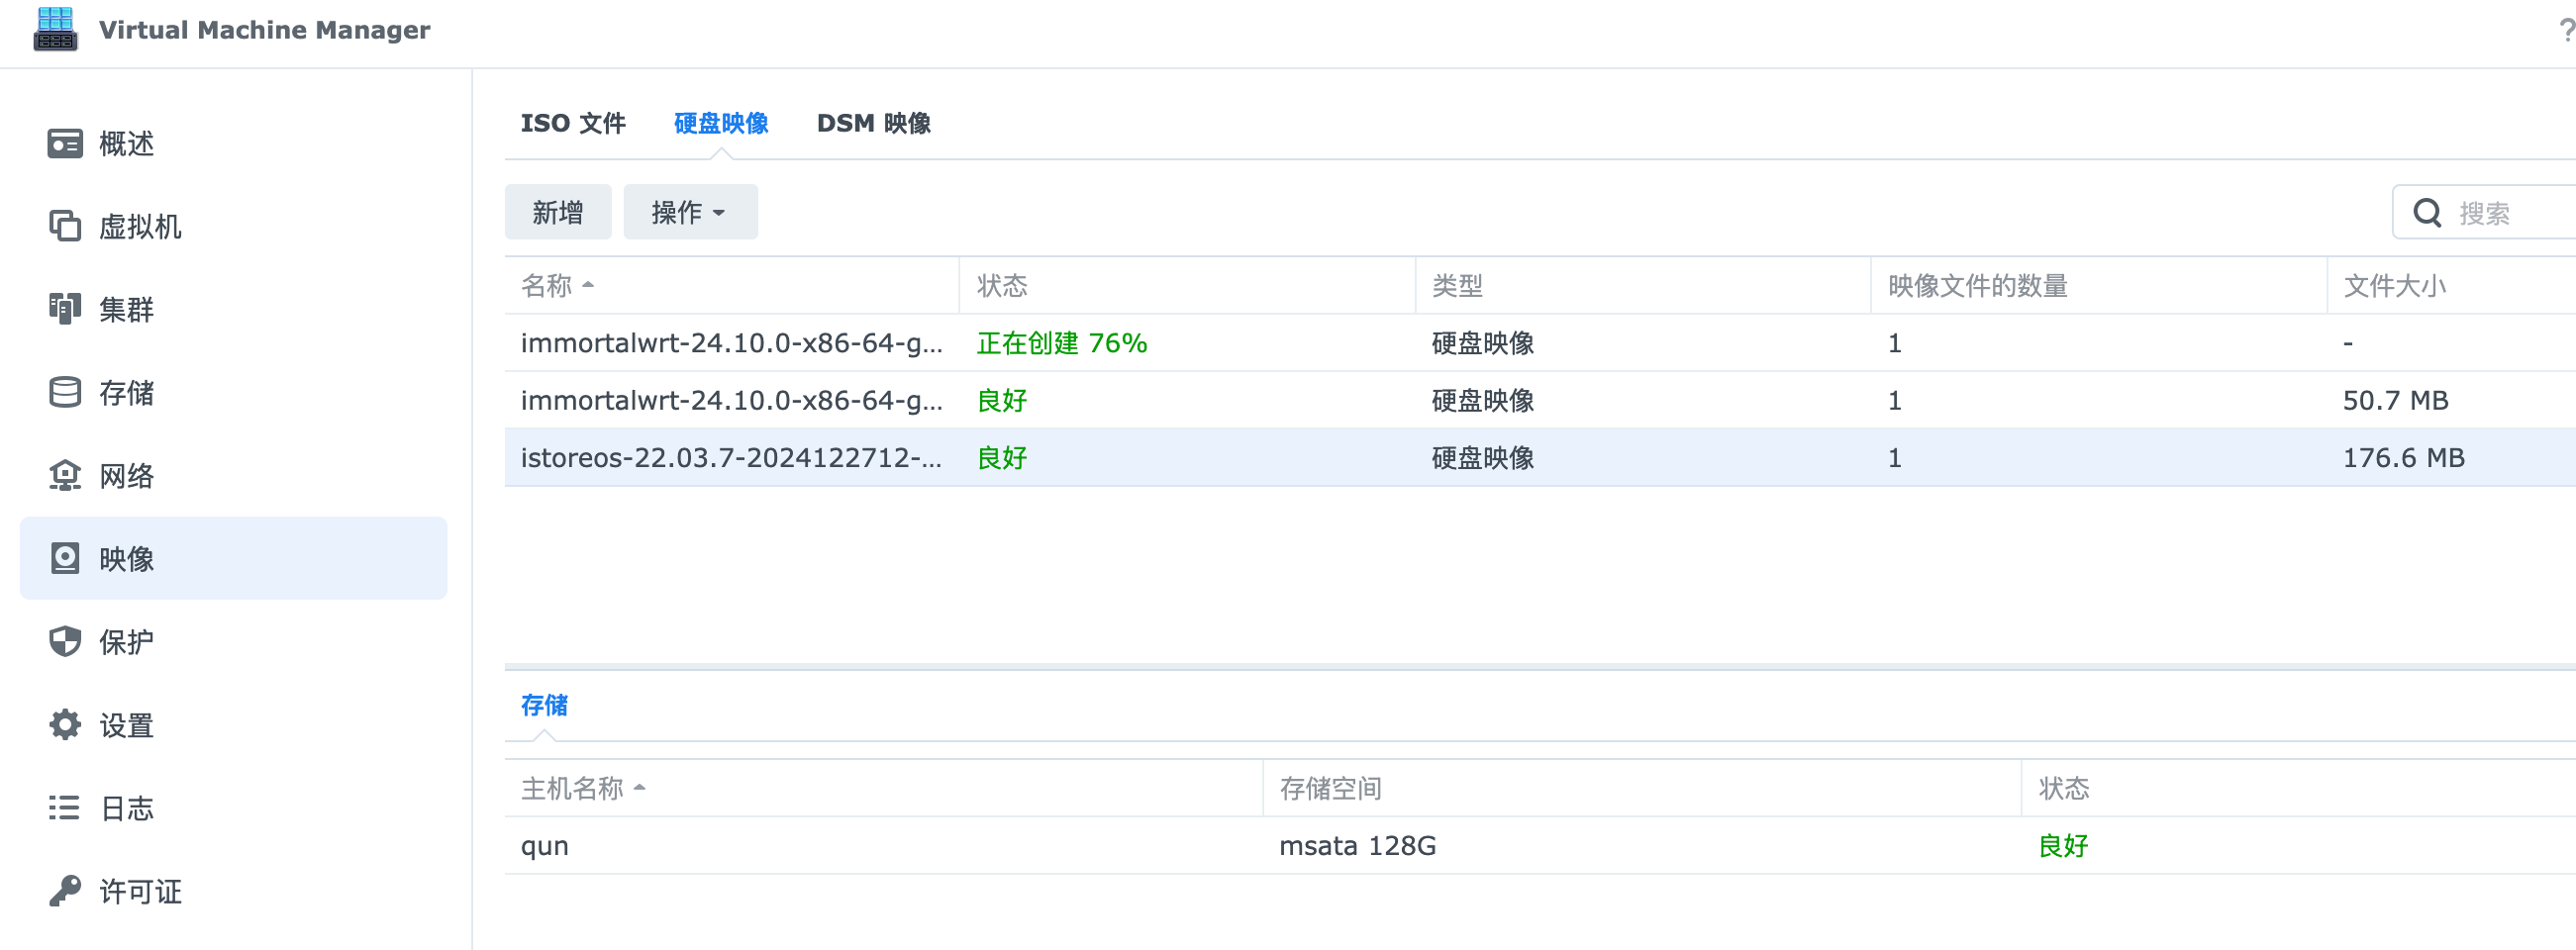 Virtual Machine Manager
?
概述
虚拟机
集群
存储
网络
映像
保护
设置
日志
许可证
ISO 文件 硬盘映像 DSM 映像
新增 操作
搜索
名称 状态 类型 映像文件的数量 文件大小
immortalwrt-24.10.0-x86-64-g... 正在创建 76% 硬盘映像 1 -
immortalwrt-24.10.0-x86-64-g... 良好 硬盘映像 1 50.7 MB
istoreos-22.03.7-2024122712-... 良好 硬盘映像 1 176.6 MB
存储
主机名称 存储空间 状态
qun msata 128G 良好